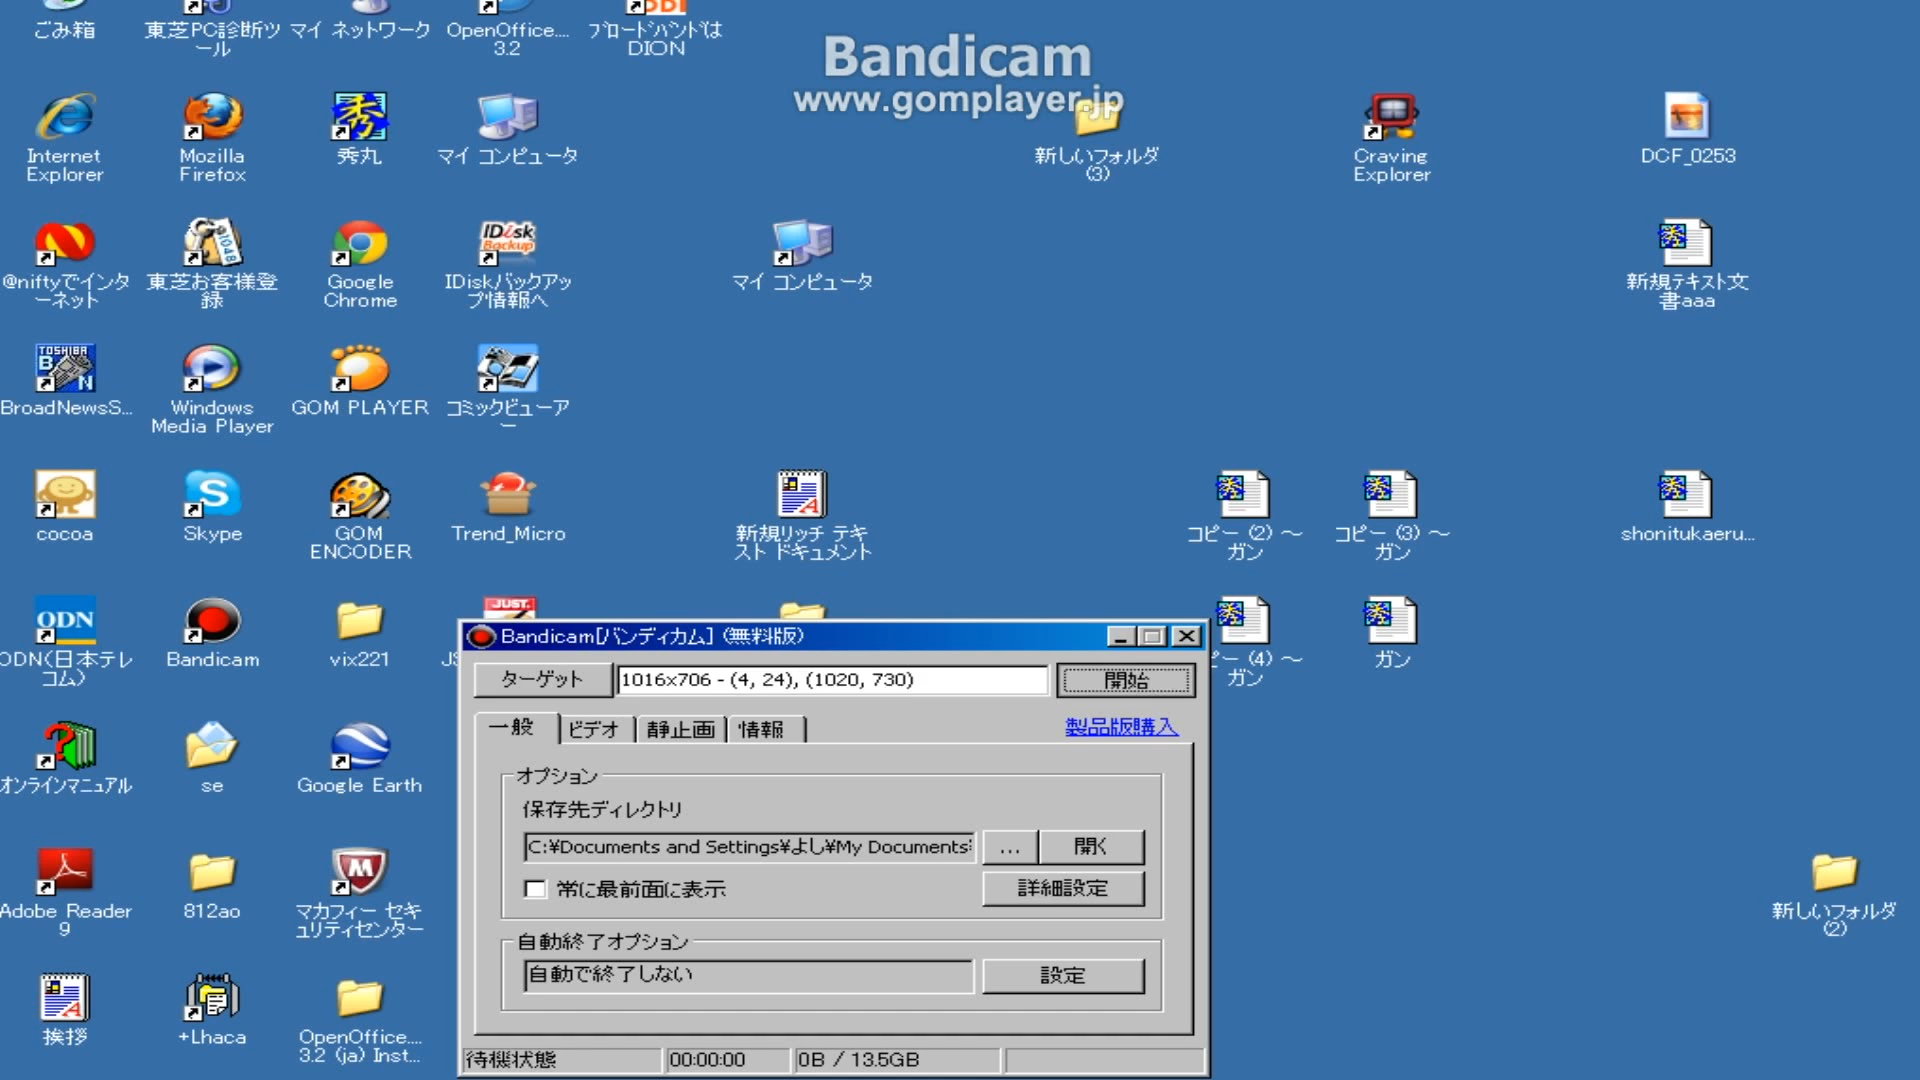 ごみ箱
東芝PC診断ツ
ール
マイ ネットワーク
OpenOffice....
3.2
ブロードバンドは
DION
Bandicam
www.gomplayer.jp
Internet
Explorer
Mozilla
Firefox
秀丸
マイ コンピュータ
新しいフォルダ
(3)
Craving
Explorer
DCF_0253
@niftyでインタ
ーネット
東芝お客様登
録
Google
Chrome
IDisk
Backup
IDiskバックアッ
プ情報へ
マイ コンピュータ
新規テキスト文
書aaa
TOSHIBA
BroadNewsS...
Windows
Media Player
GOM PLAYER
コミックビューア
ー
cocoa
Skype
GOM
ENCODER
Trend_Micro
新規リッチ テキ
スト ドキュメント
コピー (2) ～
ガン
コピー (3) ～
ガン
shonitukaeru...
ODN
ODN(日本テレ
コム)
Bandicam
vix221
JUST.
ピー (4) ～
ガン
ガン
Bandicam[バンディカム] (無料版)
ターゲット
1016x706 - (4, 24), (1020, 730)
開始
一般
ビデオ
静止画
情報
製品版購入
オプション
保存先ディレクトリ
C:¥Documents and Settings¥よし¥My Documents
...
開く
常に最前面に表示
詳細設定
自動終了オプション
自動で終了しない
設定
待機状態
00:00:00
0B / 13.5GB
オンラインマニュアル
se
Google Earth
Adobe Reader
9
812ao
マカフィー セキ
ュリティセンター
新しいフォルダ
(2)
挨拶
+Lhaca
OpenOffice....
3.2 (ja) Inst...